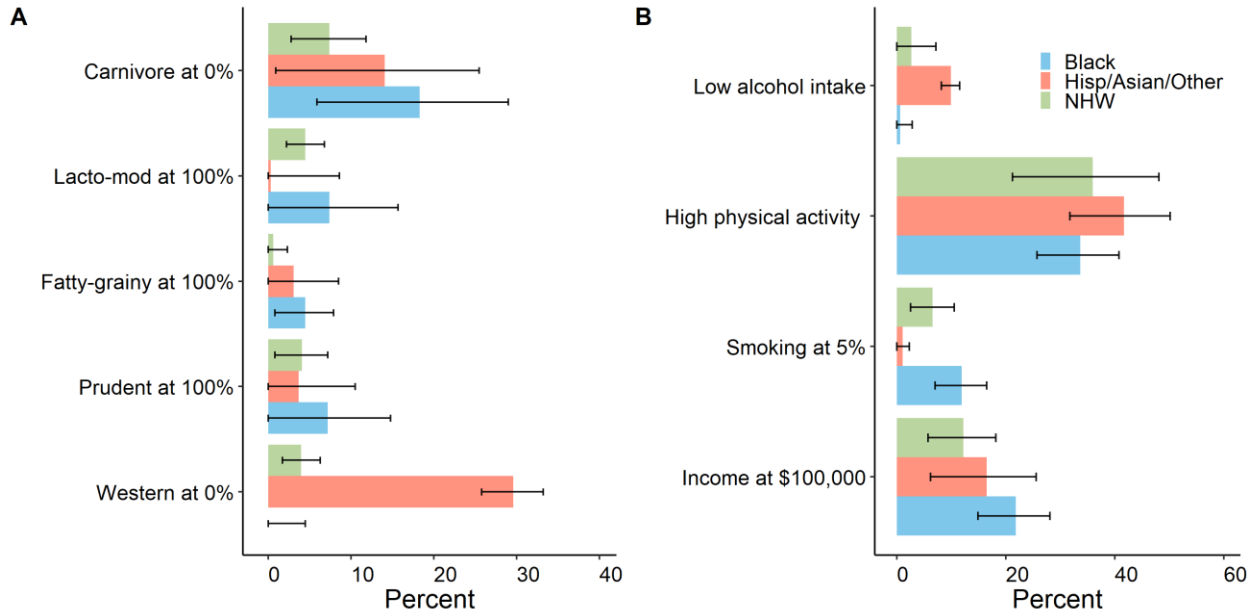 A
Carnivore at 0%
Lacto-mod at 100%
Fatty-grainy at 100%
Prudent at 100%
Western at 0%
0 10 20 30 40
Percent
B
Low alcohol intake
High physical activity
Smoking at 5%
Income at $100,000
Black
Hisp/Asian/Other
NHW
0 20 40 60
Percent